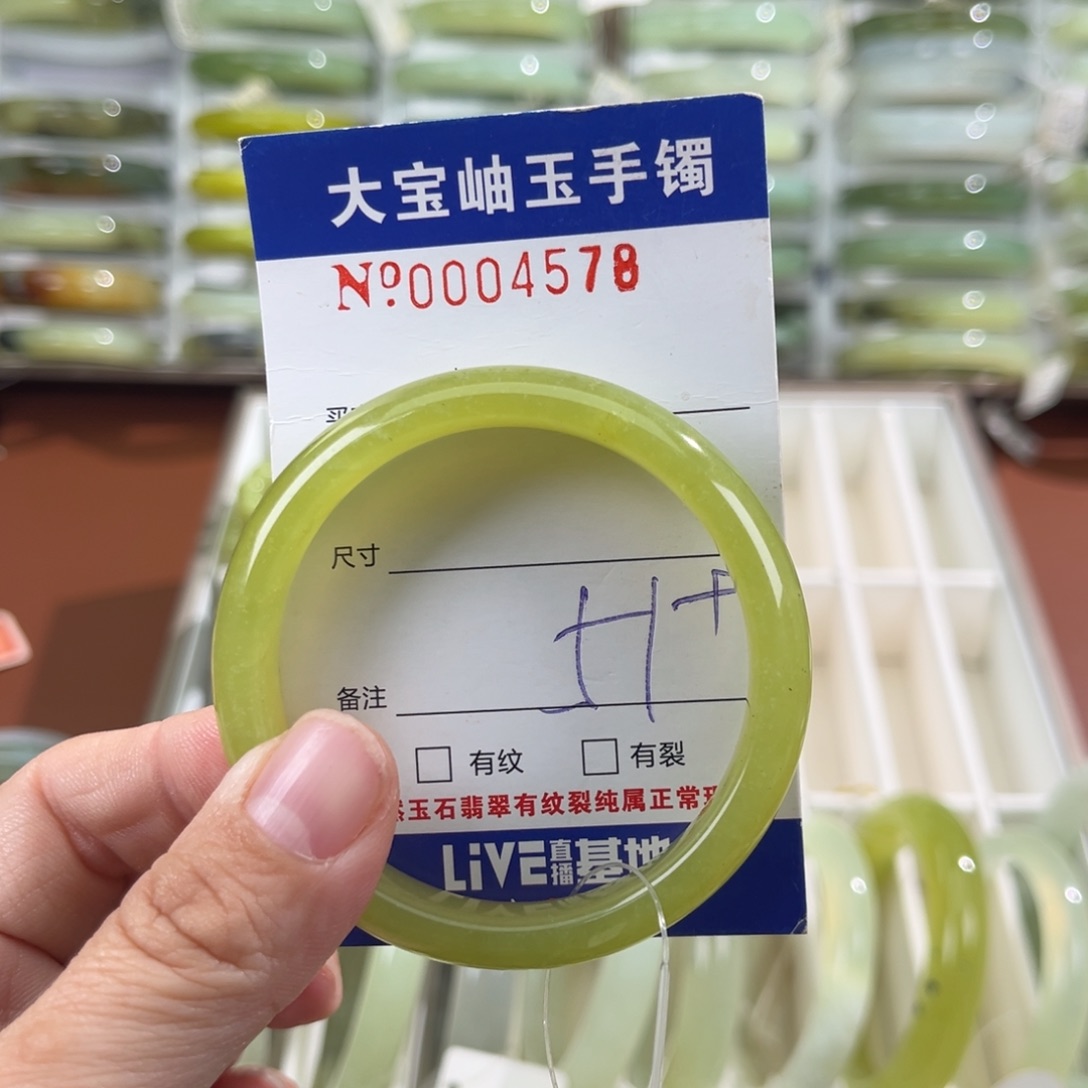 大宝岫玉手镯
№0004578
尺寸
H+
备注
有纹 有裂
玉石翡翠有纹裂纯属正常
LiVE直播基地